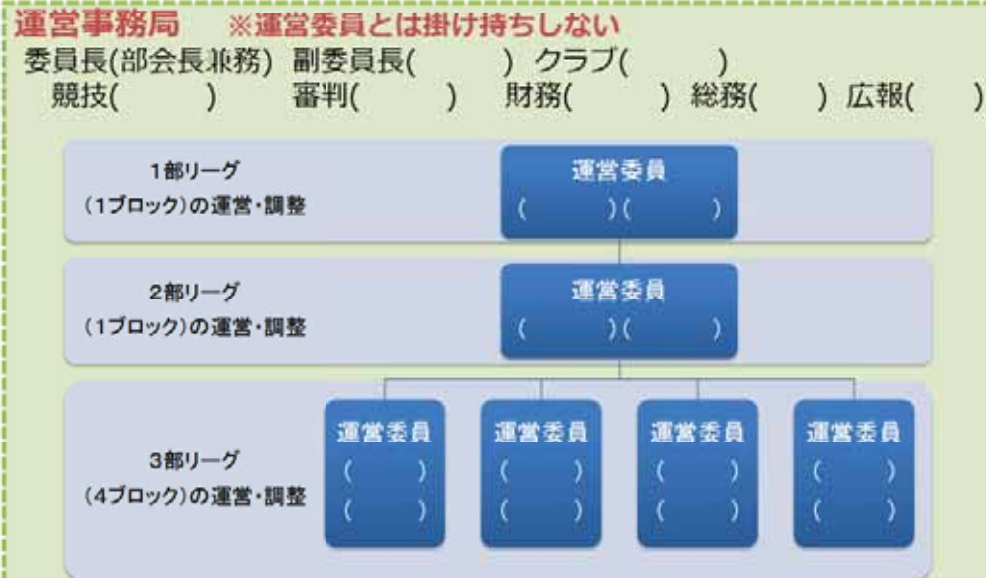 運営事務局　※運営委員とは掛け持ちしない
委員長(部会長兼務) 副委員長(　　　) クラブ(　　　)
競技(　　　) 審判(　　　) 財務(　　　) 総務(　　) 広報(　　)
1部リーグ
(1ブロック)の運営・調整
運営委員
(　　　)(　　　)
2部リーグ
(1ブロック)の運営・調整
運営委員
(　　　)(　　　)
3部リーグ
(4ブロック)の運営・調整
運営委員
(　　　)
(　　　)
運営委員
(　　　)
(　　　)
運営委員
(　　　)
(　　　)
運営委員
(　　　)
(　　　)